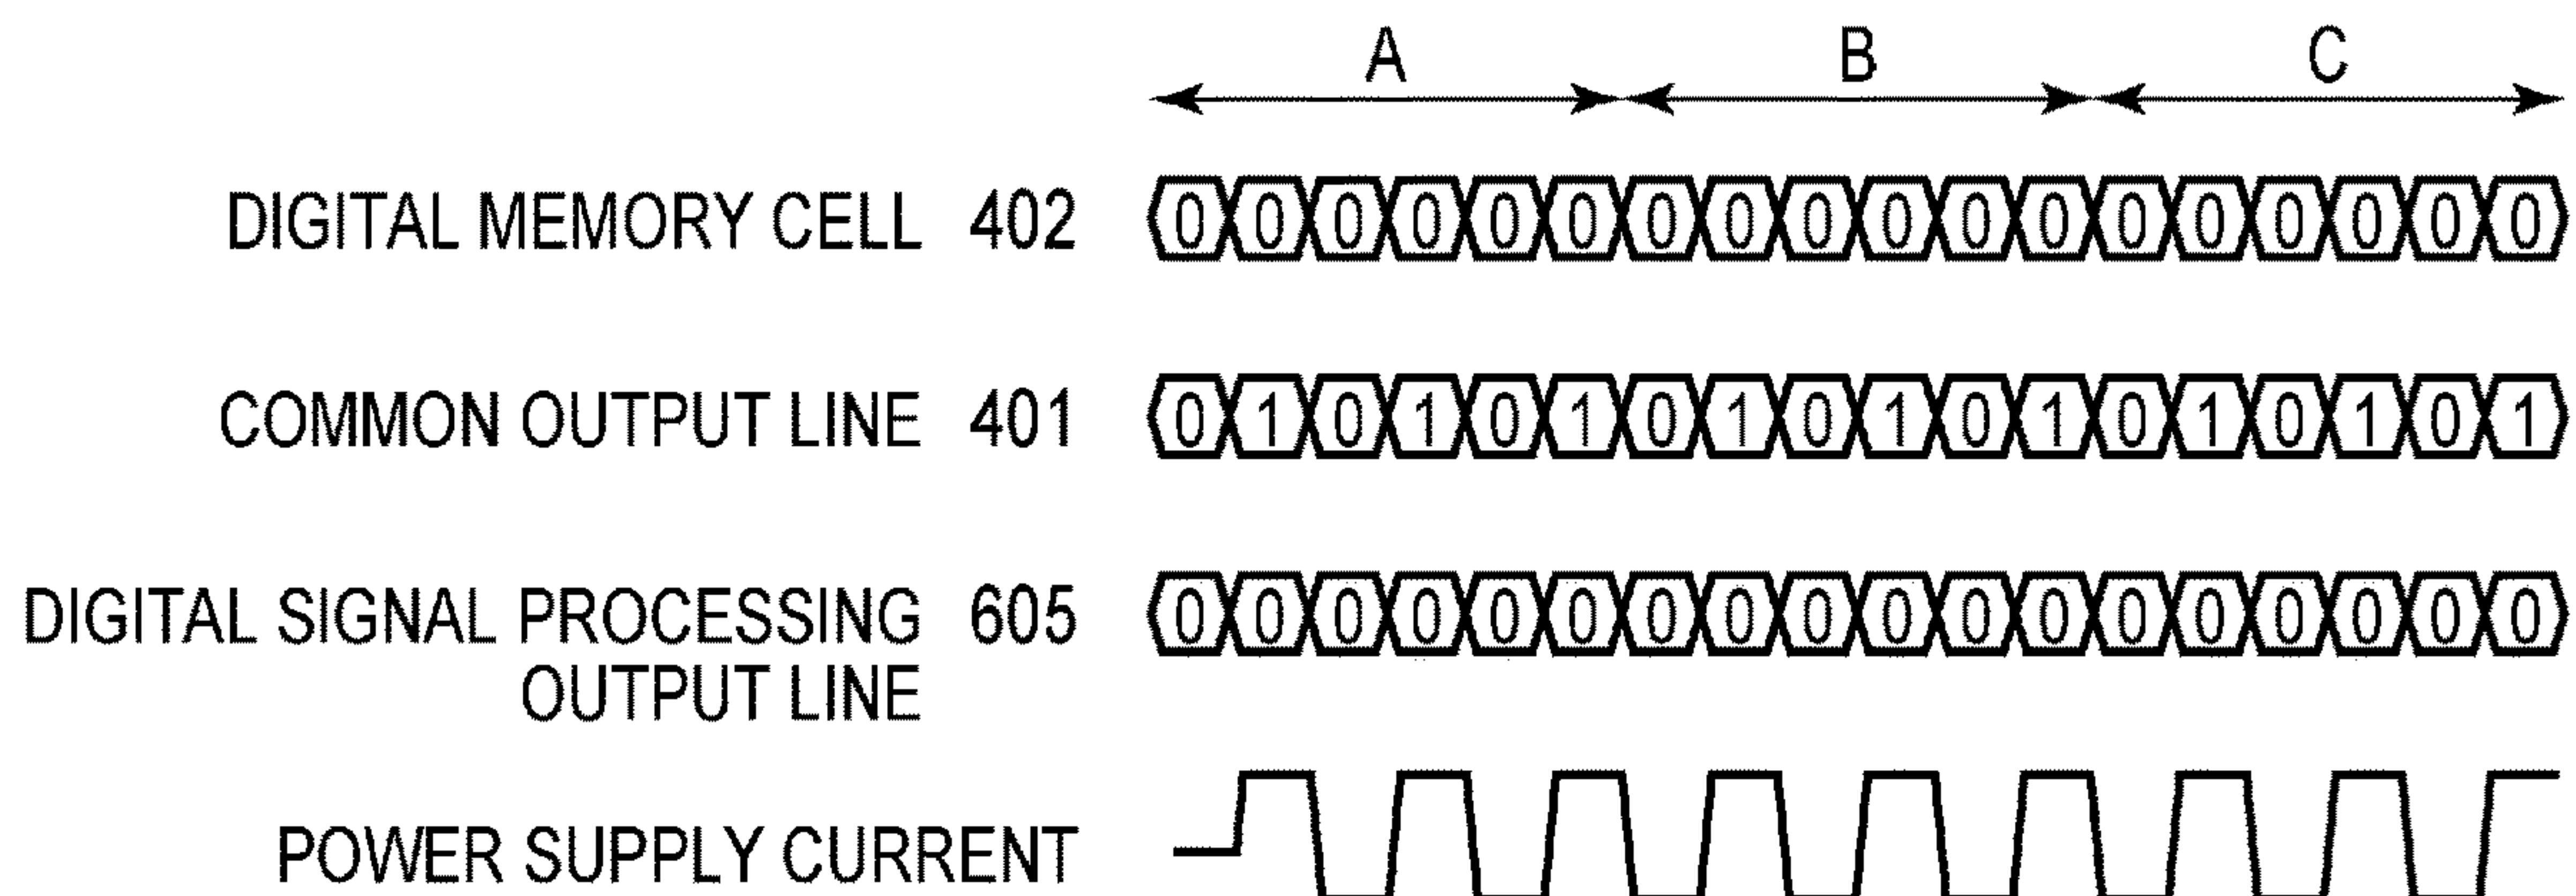 A B C
DIGITAL MEMORY CELL 402 0 0 0 0 0 0 0 0 0 0 0 0 0 0 0 0 0 0
COMMON OUTPUT LINE 401 0 1 0 1 0 1 0 1 0 1 0 1 0 1 0 1 0 1
DIGITAL SIGNAL PROCESSING 605 0 0 0 0 0 0 0 0 0 0 0 0 0 0 0 0 0 0
OUTPUT LINE
POWER SUPPLY CURRENT